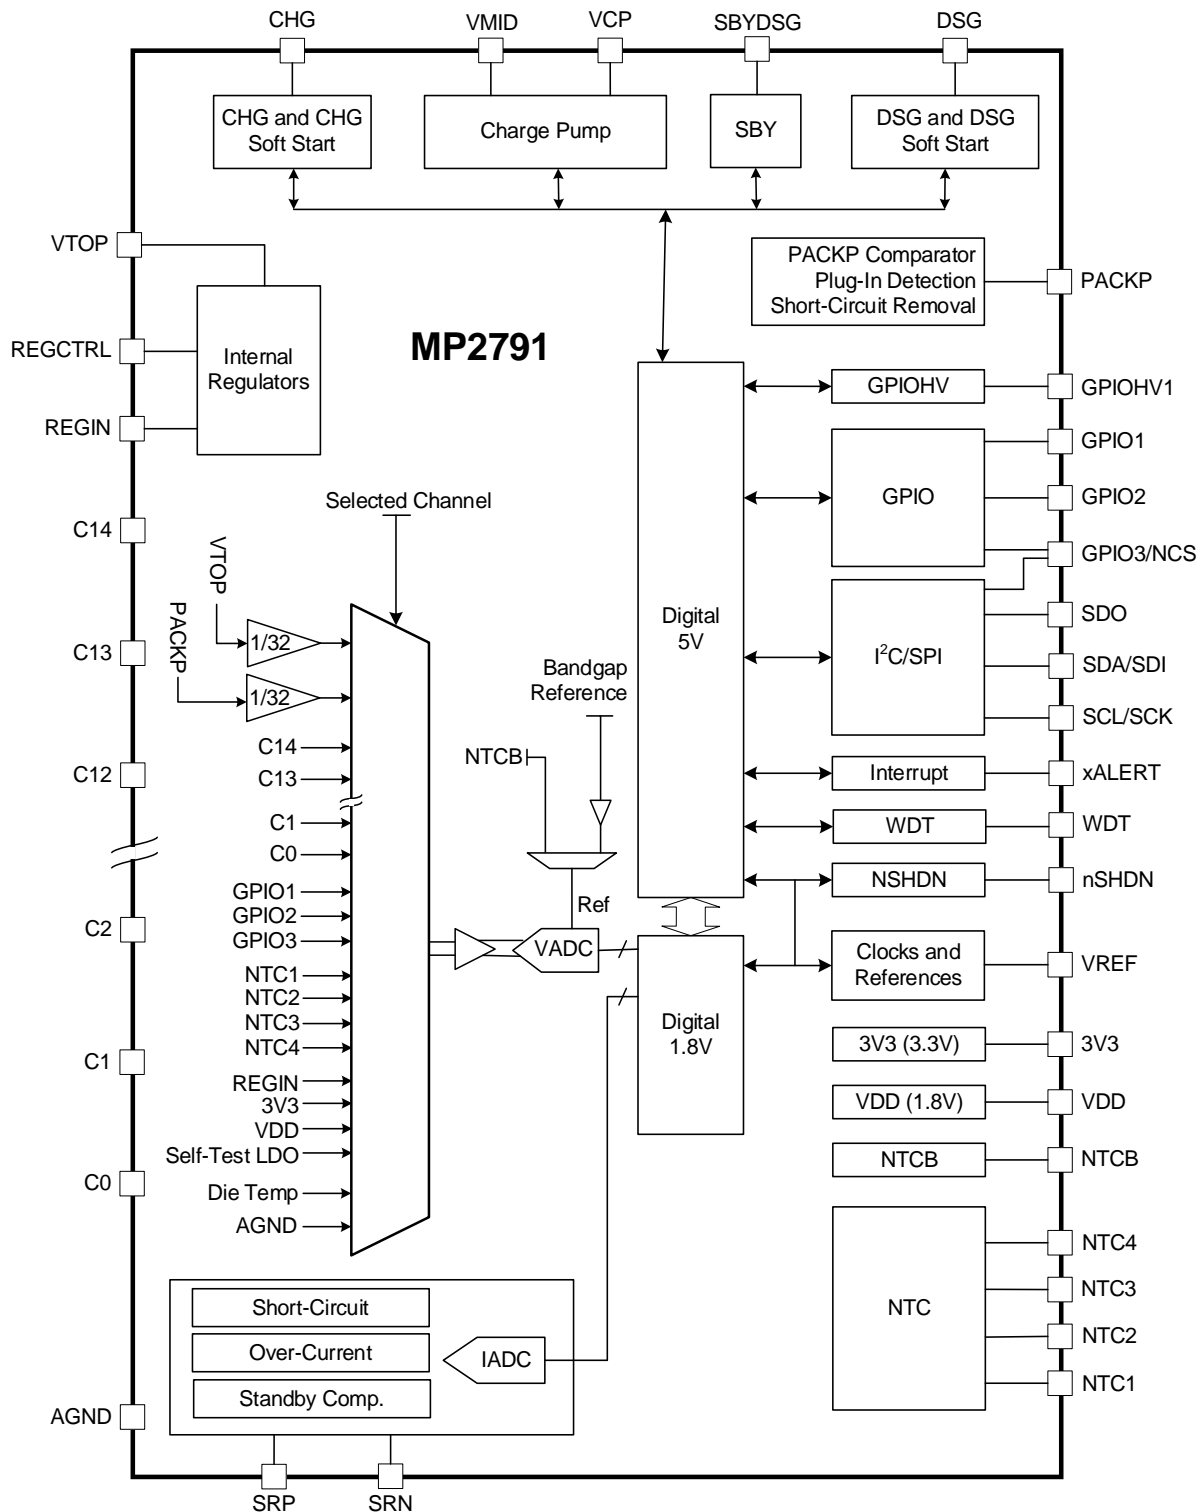 CHG
VMID
VCP
SBYDSG
DSG
CHG and CHG
Soft Start
Charge Pump
SBY
DSG and DSG
Soft Start
VTOP
REGCTRL
REGIN
Internal
Regulators
MP2791
PACKP Comparator
Plug-In Detection
Short-Circuit Removal
PACKP
GPIOHV
GPIOHV1
GPIO
GPIO1
GPIO2
GPIO3/NCS
I²C/SPI
SDO
SDA/SDI
SCL/SCK
Interrupt
xALERT
WDT
WDT
NSHDN
nSHDN
Clocks and
References
VREF
3V3 (3.3V)
3V3
VDD (1.8V)
VDD
NTCB
NTCB
NTC
NTC4
NTC3
NTC2
NTC1
Digital
5V
Digital
1.8V
C14
C13
C12
C2
C1
C0
AGND
Selected Channel
VTOP
PACKP
1/32
1/32
C14
C13
C1
C0
GPIO1
GPIO2
GPIO3
NTC1
NTC2
NTC3
NTC4
REGIN
3V3
VDD
Self-Test LDO
Die Temp
AGND
Bandgap
Reference
NTCB
Ref
VADC
Short-Circuit
Over-Current
Standby Comp.
IADC
SRP
SRN